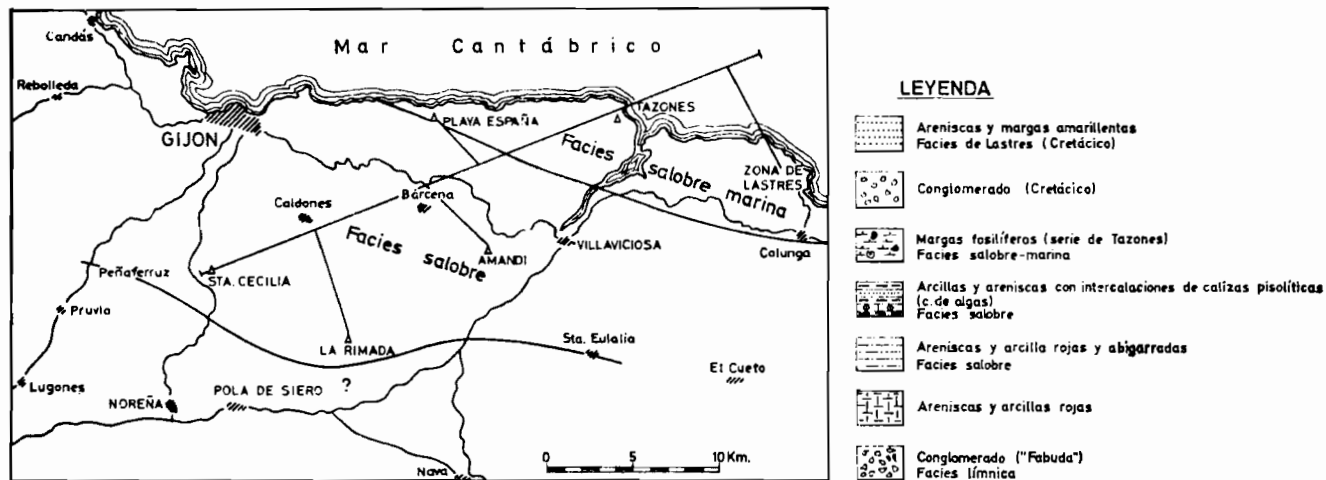 Mar Cantábrico
Candás
Rebolleda
GIJON
PLAYA ESPAÑA
TAZONES
Facies
salobre marina
ZONA DE
LASTRES
Bárcena
Caldones
Facies salobre
AMANDI
VILLAVICIOSA
Colunga
Peñaferruz
STA. CECILIA
Pruvia
LA RIMADA
Sta. Eulalia
El Cueto
Lugones
NOREÑA
POLA DE SIERO ?
Nava
0 5 10 Km.
LEYENDA
Areniscas y margas amarillentas
Facies de Lastres (Cretácico)
Conglomerado (Cretácico)
Margas fosilíferos (serie de Tazones)
Facies salobre-marina
Arcillas y areniscas con intercalaciones de calizas pisolíticas
(c. de algas)
Facies salobre
Areniscas y arcilla rojas y abigarradas
Facies salobre
Areniscas y arcillas rojas
Conglomerado ("Fabuda")
Facies límnica